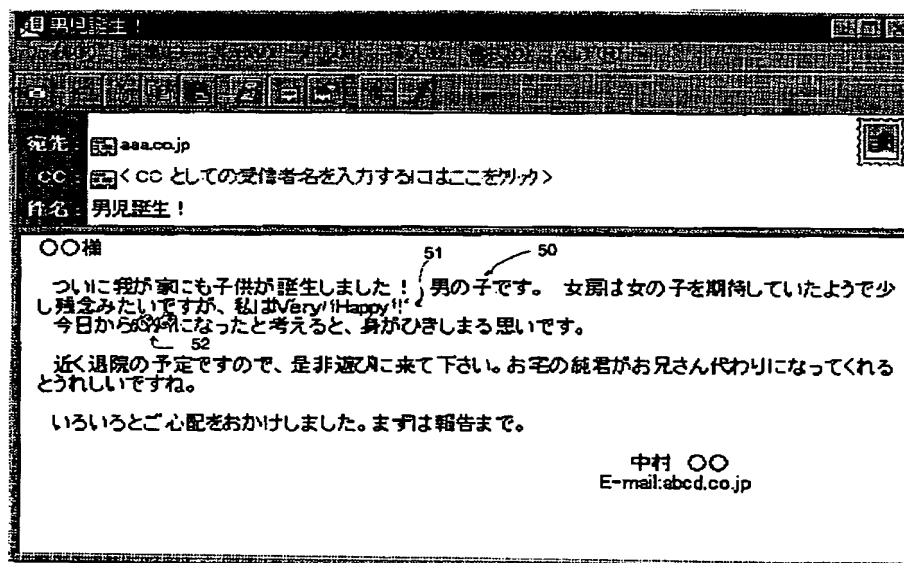 男児誕生!
宛先: aaa.co.jp
CC: <CC としての受信者名を入力するにはここをクリック>
件名: 男児誕生!
〇〇様
51 50
ついに我が家にも子供が誕生しました! 男の子です。 女房は女の子を期待していたようで少
し残念みたいですが、私はVery!!Happy!!
今日から になったと考えると、身がひきしまる思いです。
52
近く退院の予定ですので、是非遊びに来て下さい。お宅の純君がお兄さん代わりになってくれる
とうれしいですね。
いろいろとご心配をおかけしました。まずは報告まで。
中村 〇〇
E-mail:abcd.co.jp